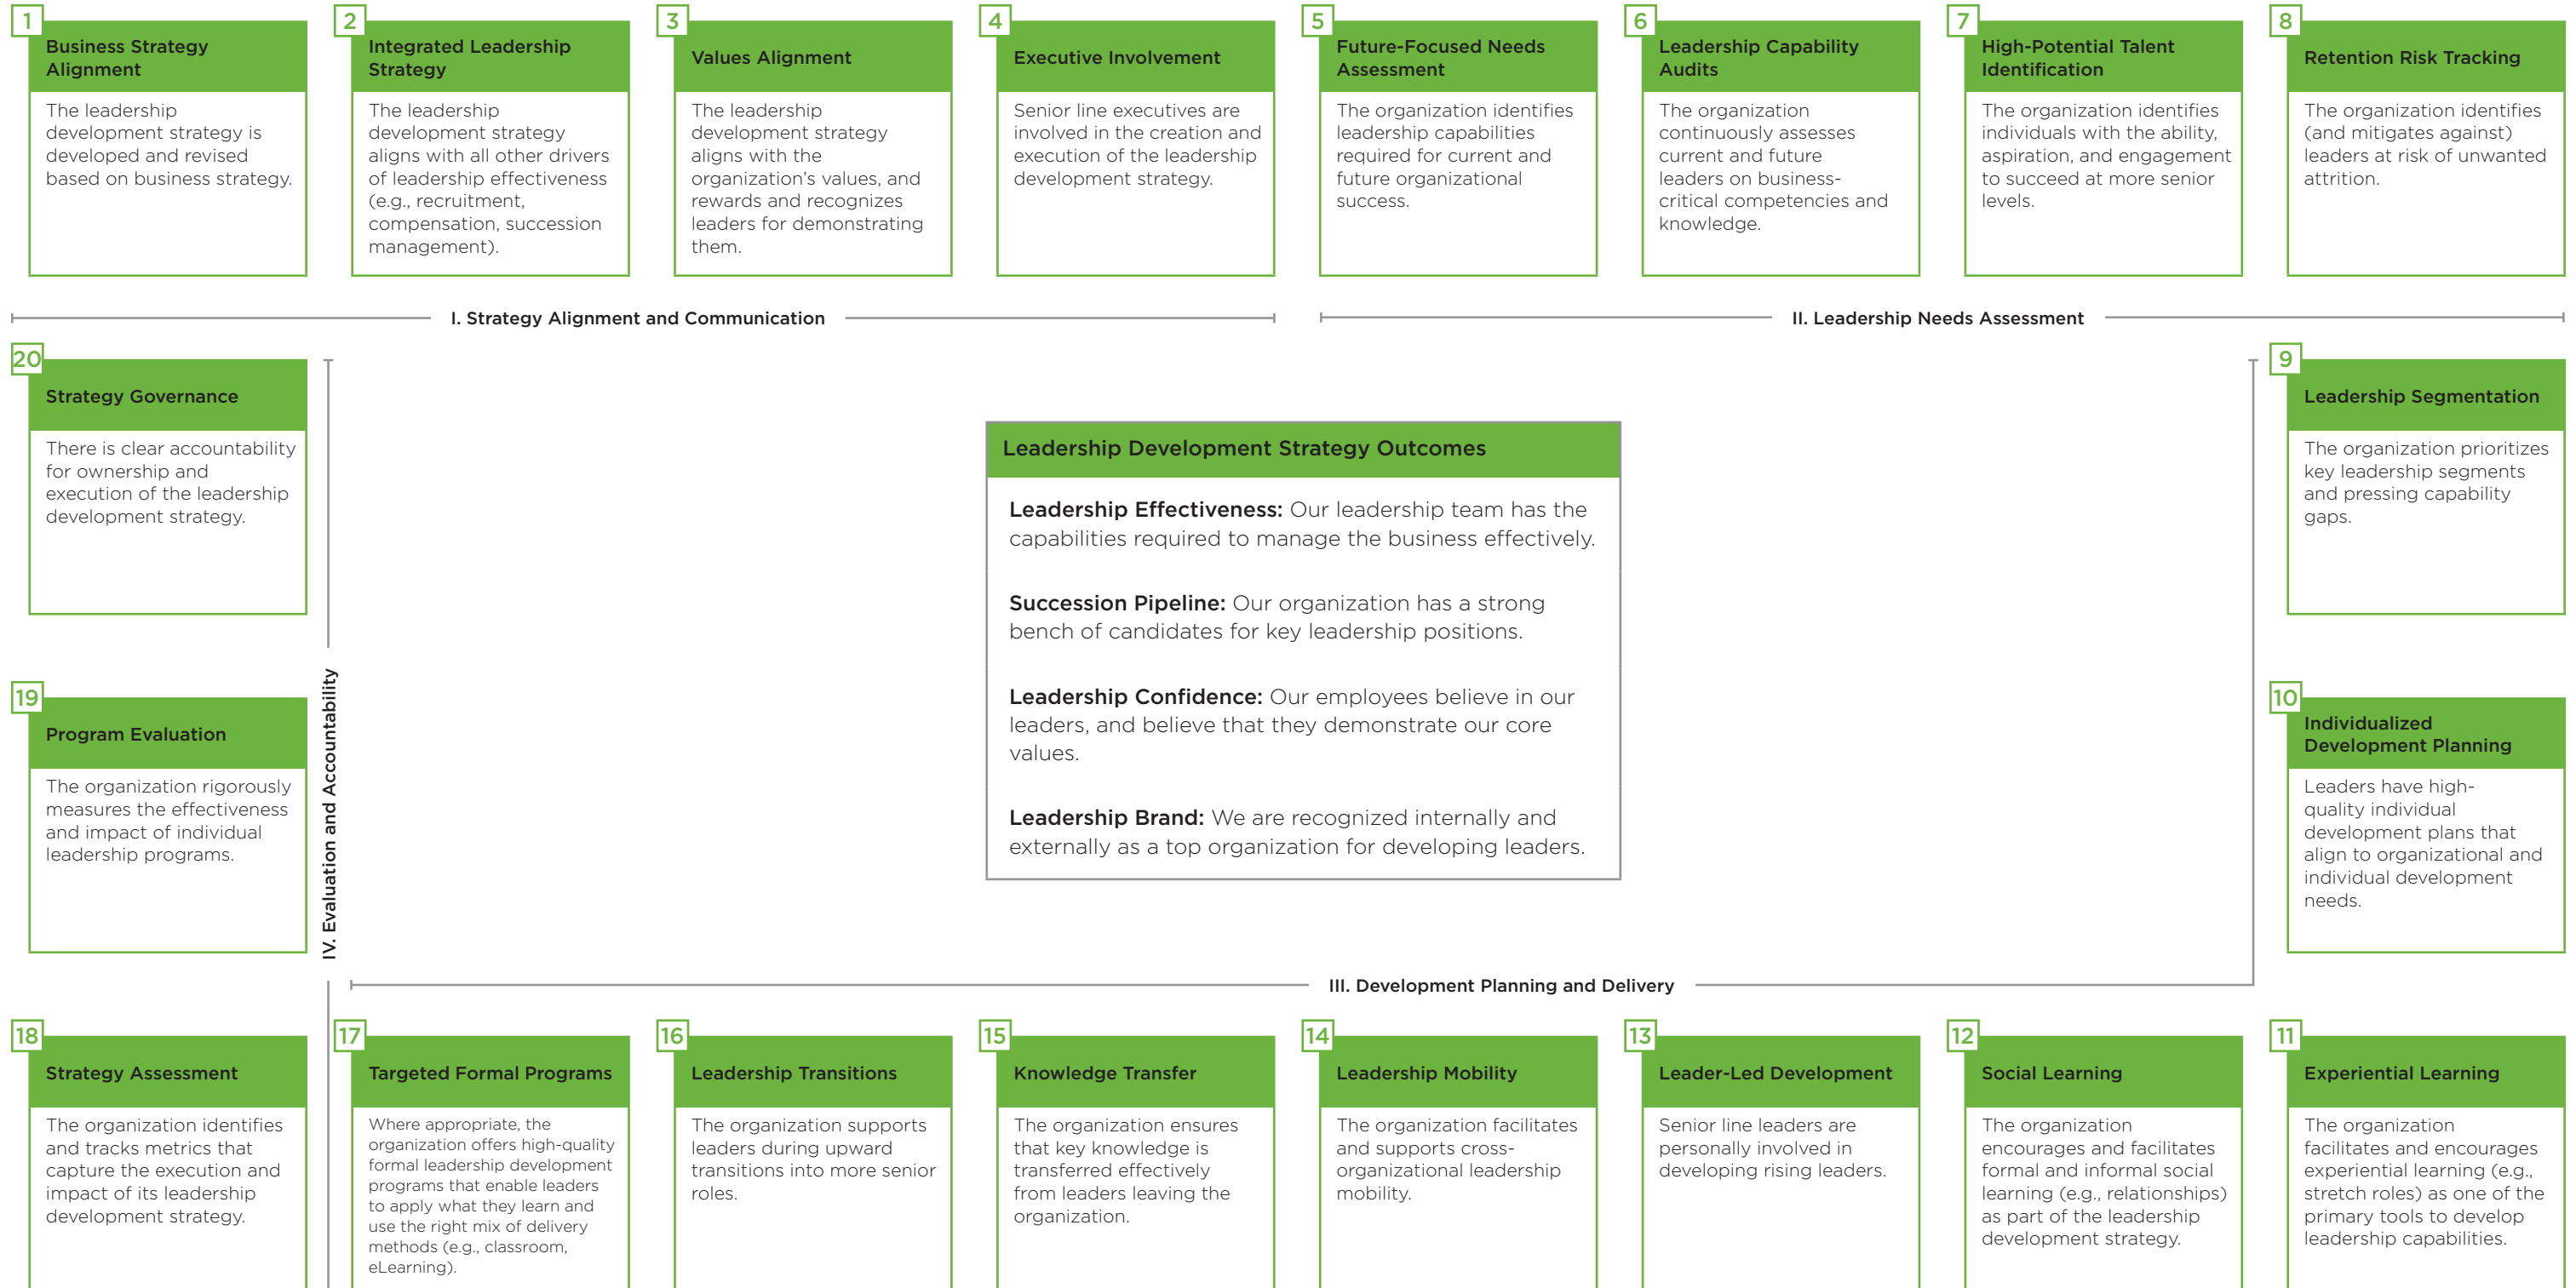 1
Business Strategy
Alignment
The leadership
development strategy is
developed and revised
based on business strategy.
2
Integrated Leadership
Strategy
The leadership
development strategy
aligns with all other drivers
of leadership effectiveness
(e.g., recruitment,
compensation, succession
management).
3
Values Alignment
The leadership
development strategy
aligns with the
organization’s values, and
rewards and recognizes
leaders for demonstrating
them.
4
Executive Involvement
Senior line executives are
involved in the creation and
execution of the leadership
development strategy.
5
Future-Focused Needs
Assessment
The organization identifies
leadership capabilities
required for current and
future organizational
success.
6
Leadership Capability
Audits
The organization
continuously assesses
current and future
leaders on business-
critical competencies and
knowledge.
7
High-Potential Talent
Identification
The organization identifies
individuals with the ability,
aspiration, and engagement
to succeed at more senior
levels.
8
Retention Risk Tracking
The organization identifies
(and mitigates against)
leaders at risk of unwanted
attrition.
I. Strategy Alignment and Communication
II. Leadership Needs Assessment
20
Strategy Governance
There is clear accountability
for ownership and
execution of the leadership
development strategy.
19
Program Evaluation
The organization rigorously
measures the effectiveness
and impact of individual
leadership programs.
IV. Evaluation and Accountability
Leadership Development Strategy Outcomes
Leadership Effectiveness: Our leadership team has the
capabilities required to manage the business effectively.
Succession Pipeline: Our organization has a strong
bench of candidates for key leadership positions.
Leadership Confidence: Our employees believe in our
leaders, and believe that they demonstrate our core
values.
Leadership Brand: We are recognized internally and
externally as a top organization for developing leaders.
9
Leadership Segmentation
The organization prioritizes
key leadership segments
and pressing capability
gaps.
10
Individualized
Development Planning
Leaders have high-
quality individual
development plans that
align to organizational and
individual development
needs.
III. Development Planning and Delivery
18
Strategy Assessment
The organization identifies
and tracks metrics that
capture the execution and
impact of its leadership
development strategy.
17
Targeted Formal Programs
Where appropriate, the
organization offers high-quality
formal leadership development
programs that enable leaders
to apply what they learn and
use the right mix of delivery
methods (e.g., classroom,
eLearning).
16
Leadership Transitions
The organization supports
leaders during upward
transitions into more senior
roles.
15
Knowledge Transfer
The organization ensures
that key knowledge is
transferred effectively
from leaders leaving the
organization.
14
Leadership Mobility
The organization facilitates
and supports cross-
organizational leadership
mobility.
13
Leader-Led Development
Senior line leaders are
personally involved in
developing rising leaders.
12
Social Learning
The organization
encourages and facilitates
formal and informal social
learning (e.g., relationships)
as part of the leadership
development strategy.
11
Experiential Learning
The organization
facilitates and encourages
experiential learning (e.g.,
stretch roles) as one of the
primary tools to develop
leadership capabilities.